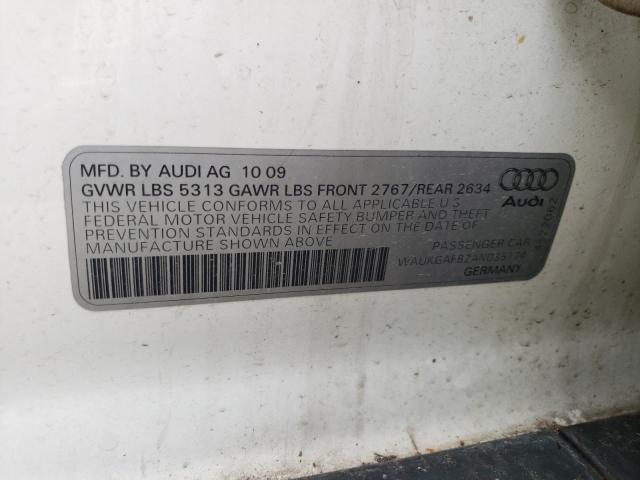 MFD. BY AUDI AG 10 09
GVWR LBS 5313 GAWR LBS FRONT 2767/REAR 2634
THIS VEHICLE CONFORMS TO ALL APPLICABLE U S
FEDERAL MOTOR VEHICLE SAFETY, BUMPER AND THEFT
PREVENTION STANDARDS IN EFFECT ON THE DATE OF
MANUFACTURE SHOWN ABOVE
Audi
PASSENGER CAR
WAUKGAFB2AN035174
GERMANY